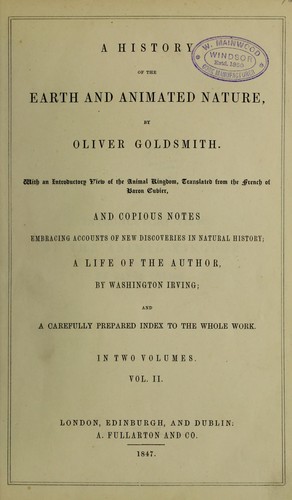 A HISTORY
OF THE
EARTH AND ANIMATED NATURE,
BY
OLIVER GOLDSMITH.
With an Introductory View of the Animal Kingdom, Translated from the French of
Baron Cuvier,
AND COPIOUS NOTES
EMBRACING ACCOUNTS OF NEW DISCOVERIES IN NATURAL HISTORY;
A LIFE OF THE AUTHOR,
BY WASHINGTON IRVING;
AND
A CAREFULLY PREPARED INDEX TO THE WHOLE WORK.
IN TWO VOLUMES.
VOL. II.
LONDON, EDINBURGH, AND DUBLIN:
A. FULLARTON AND CO.
1847.
W. MAINWOOD
WINDSOR